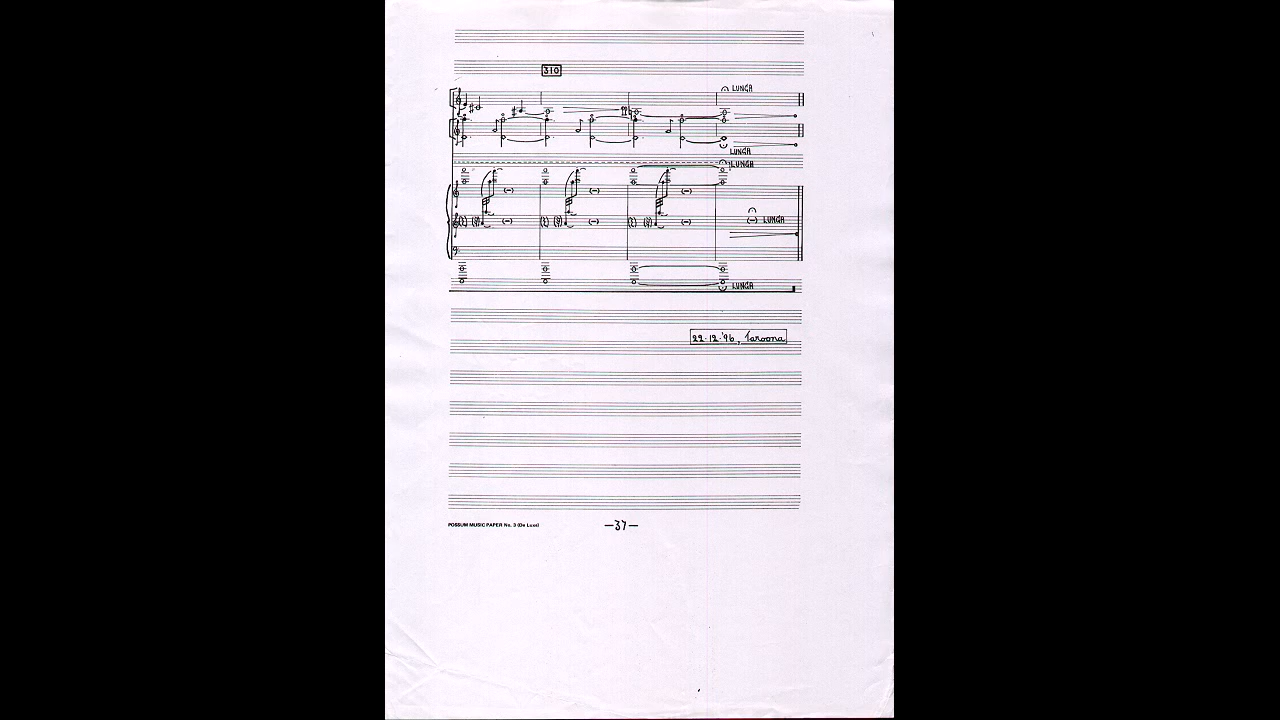 310
LUNGA
LUNGA
LUNGA
LUNGA
LUNGA
22·12·'96, Taroona
POSSUM MUSIC PAPER No. 3 (De Luxe)
—37—